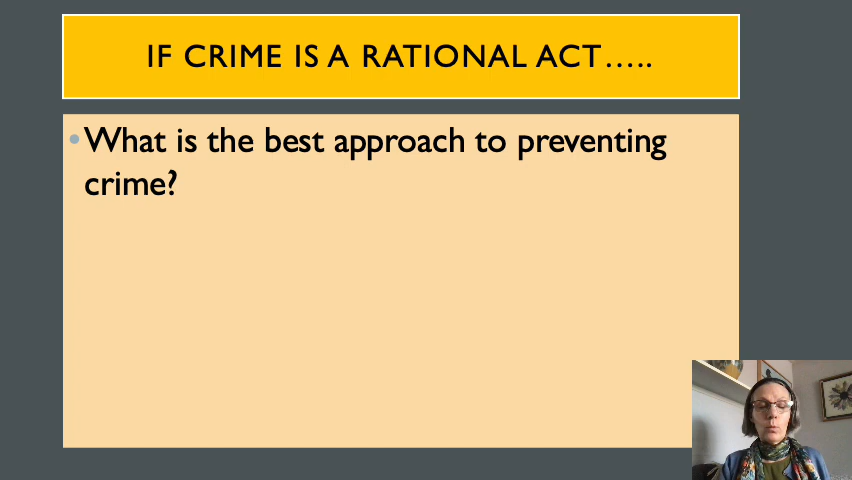 IF CRIME IS A RATIONAL ACT.....
• What is the best approach to preventing
crime?